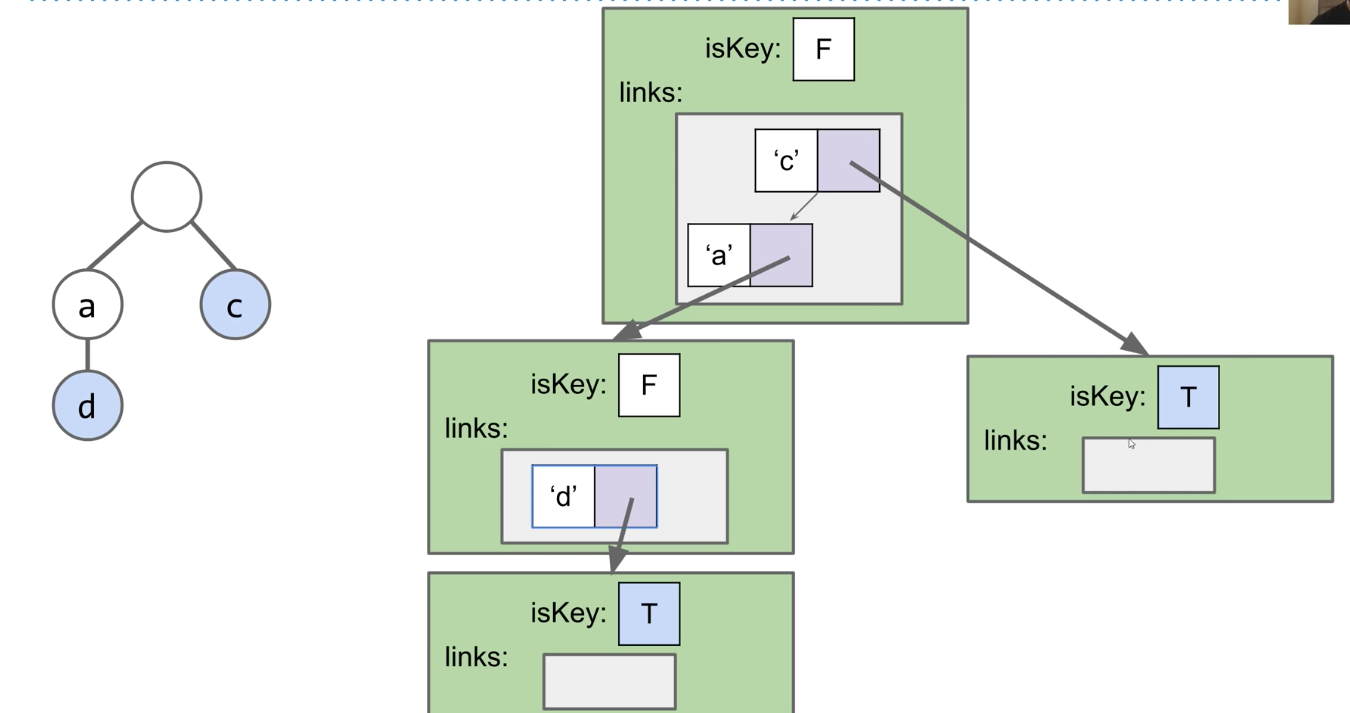 isKey: F
links:
‘c’
‘a’
a
c
d
isKey: F
links:
‘d’
isKey: T
links:
isKey: T
links: